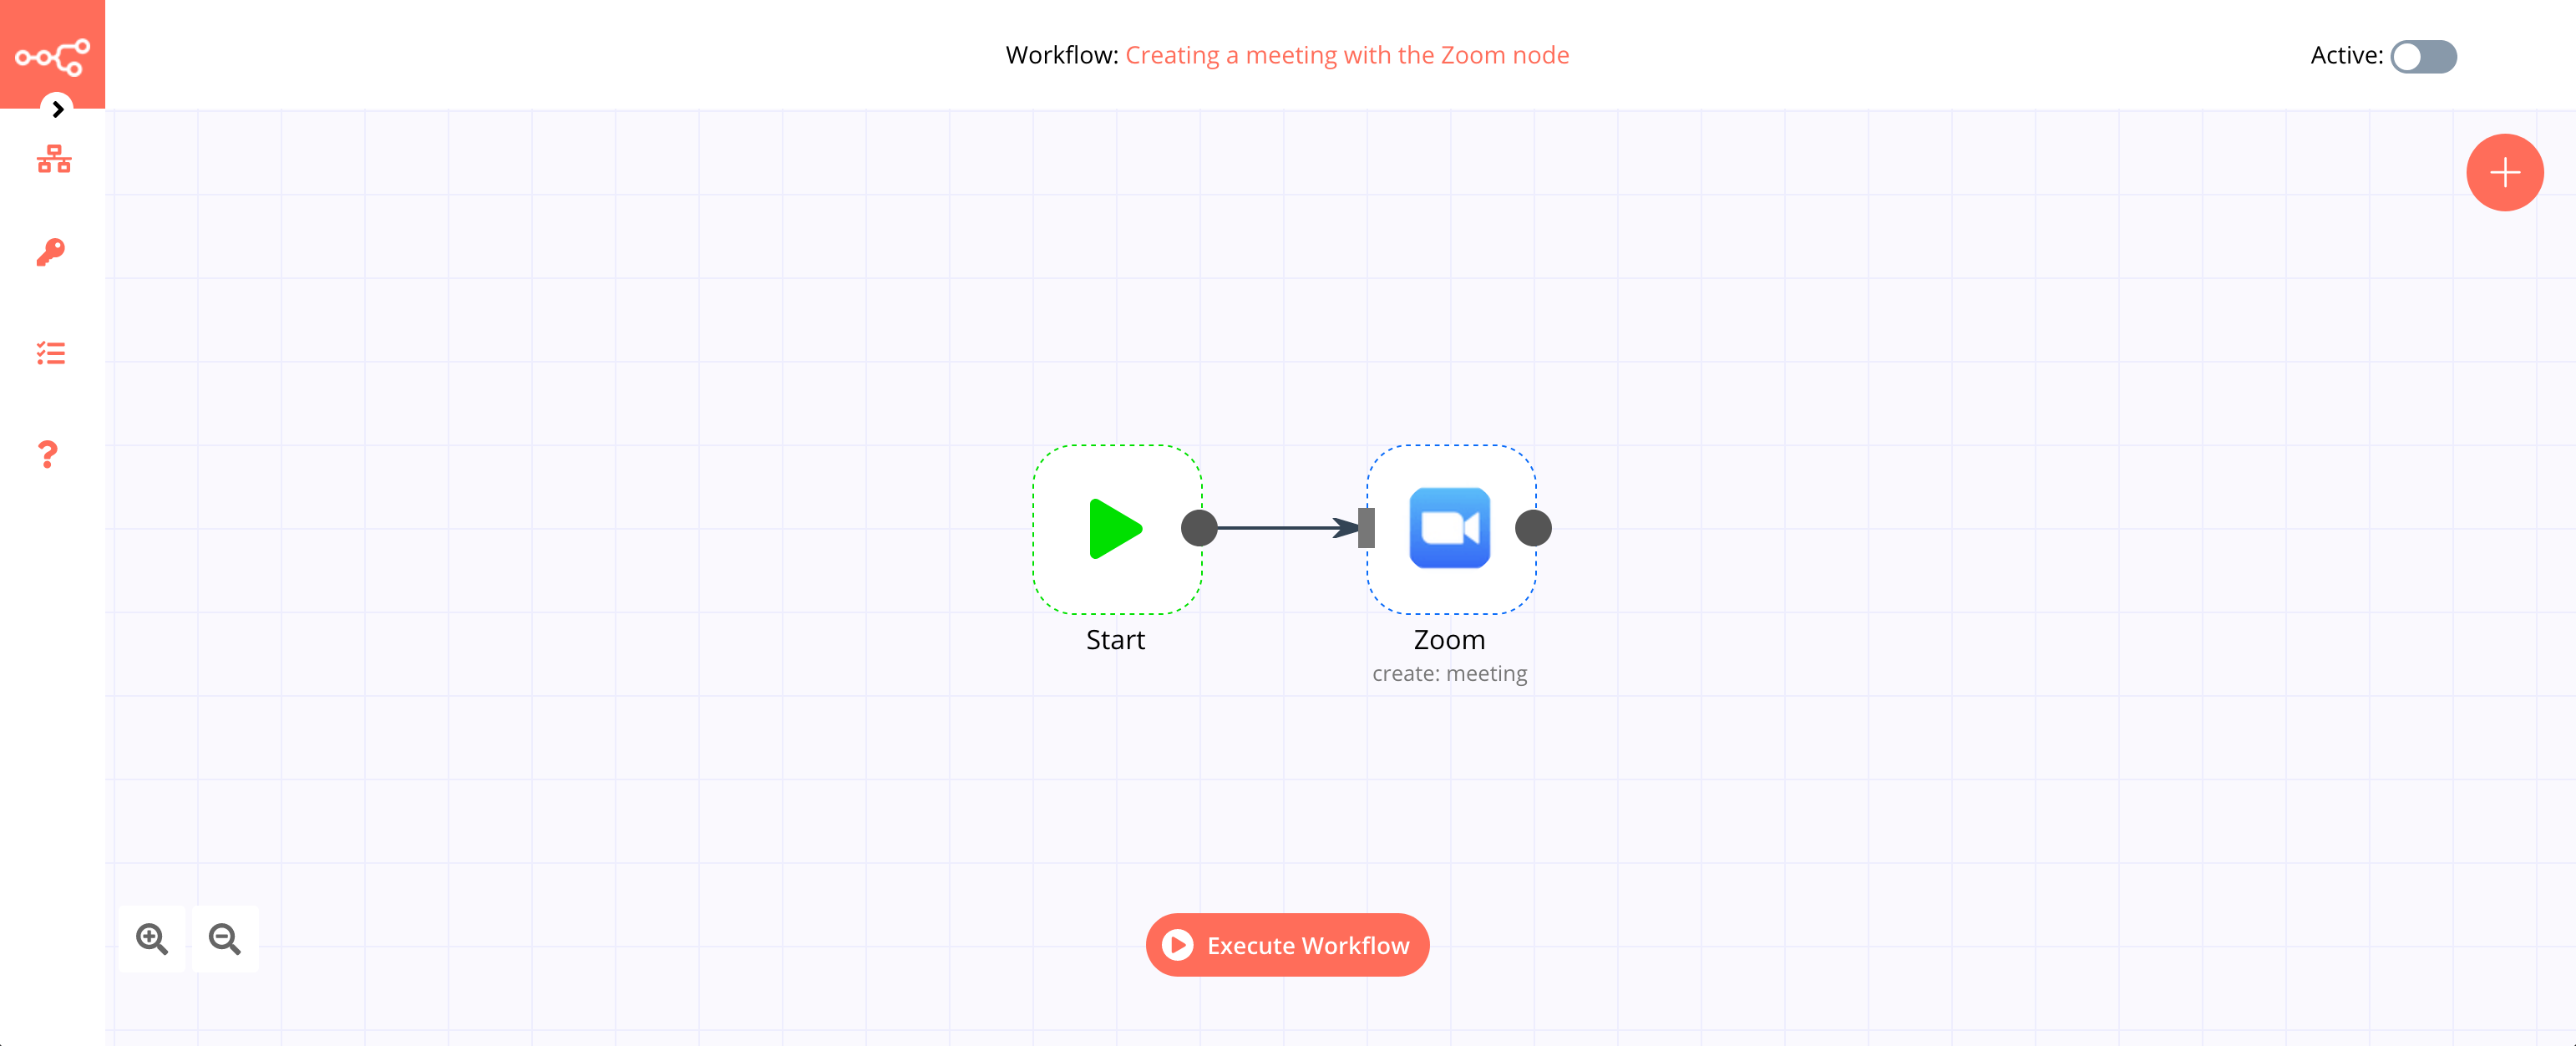 Workflow: Creating a meeting with the Zoom node
Active:
Start
Zoom
create: meeting
Execute Workflow